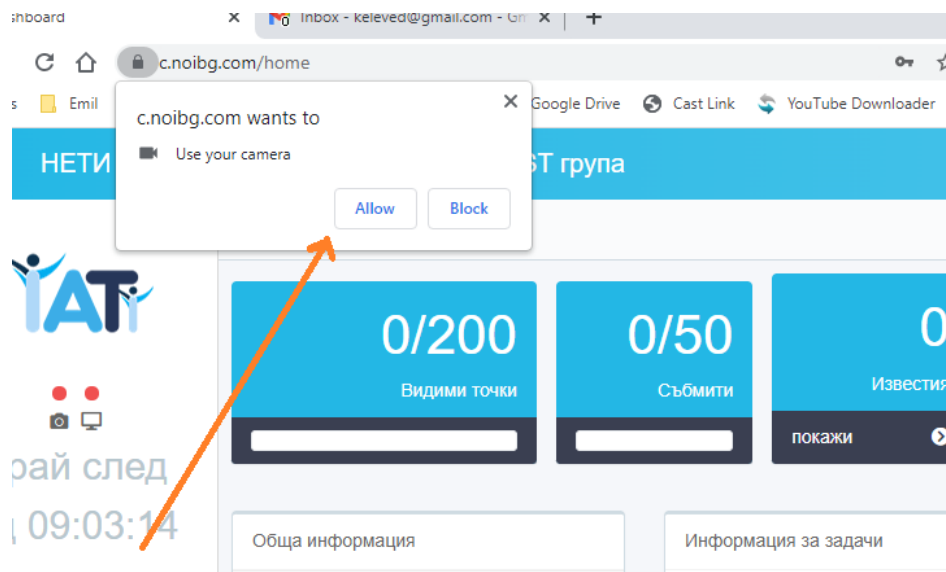 shboard
Inbox - keleved@gmail.com - Gm
c.noibg.com/home
s Emil Google Drive Cast Link YouTube Downloader
c.noibg.com wants to
Use your camera
Allow Block
НЕТИ ST група
IATI
0/200 0/50 0
Видими точки Събмити Известия
покажи
рай след
09:03:14
Обща информация Информация за задачи